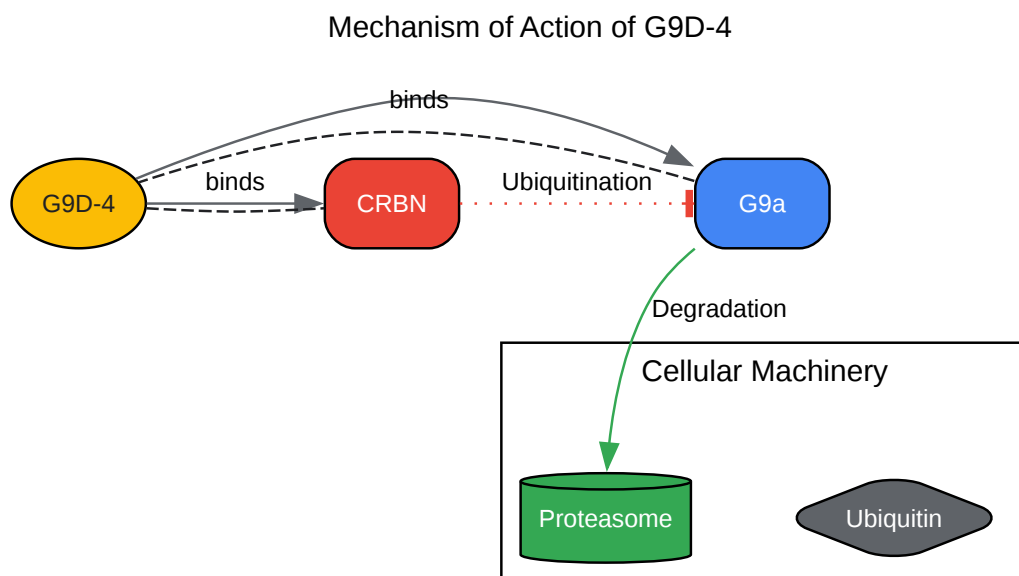 Mechanism of Action of G9D-4
binds
binds
Ubiquitination
G9D-4
CRBN
G9a
Degradation
Cellular Machinery
Proteasome
Ubiquitin